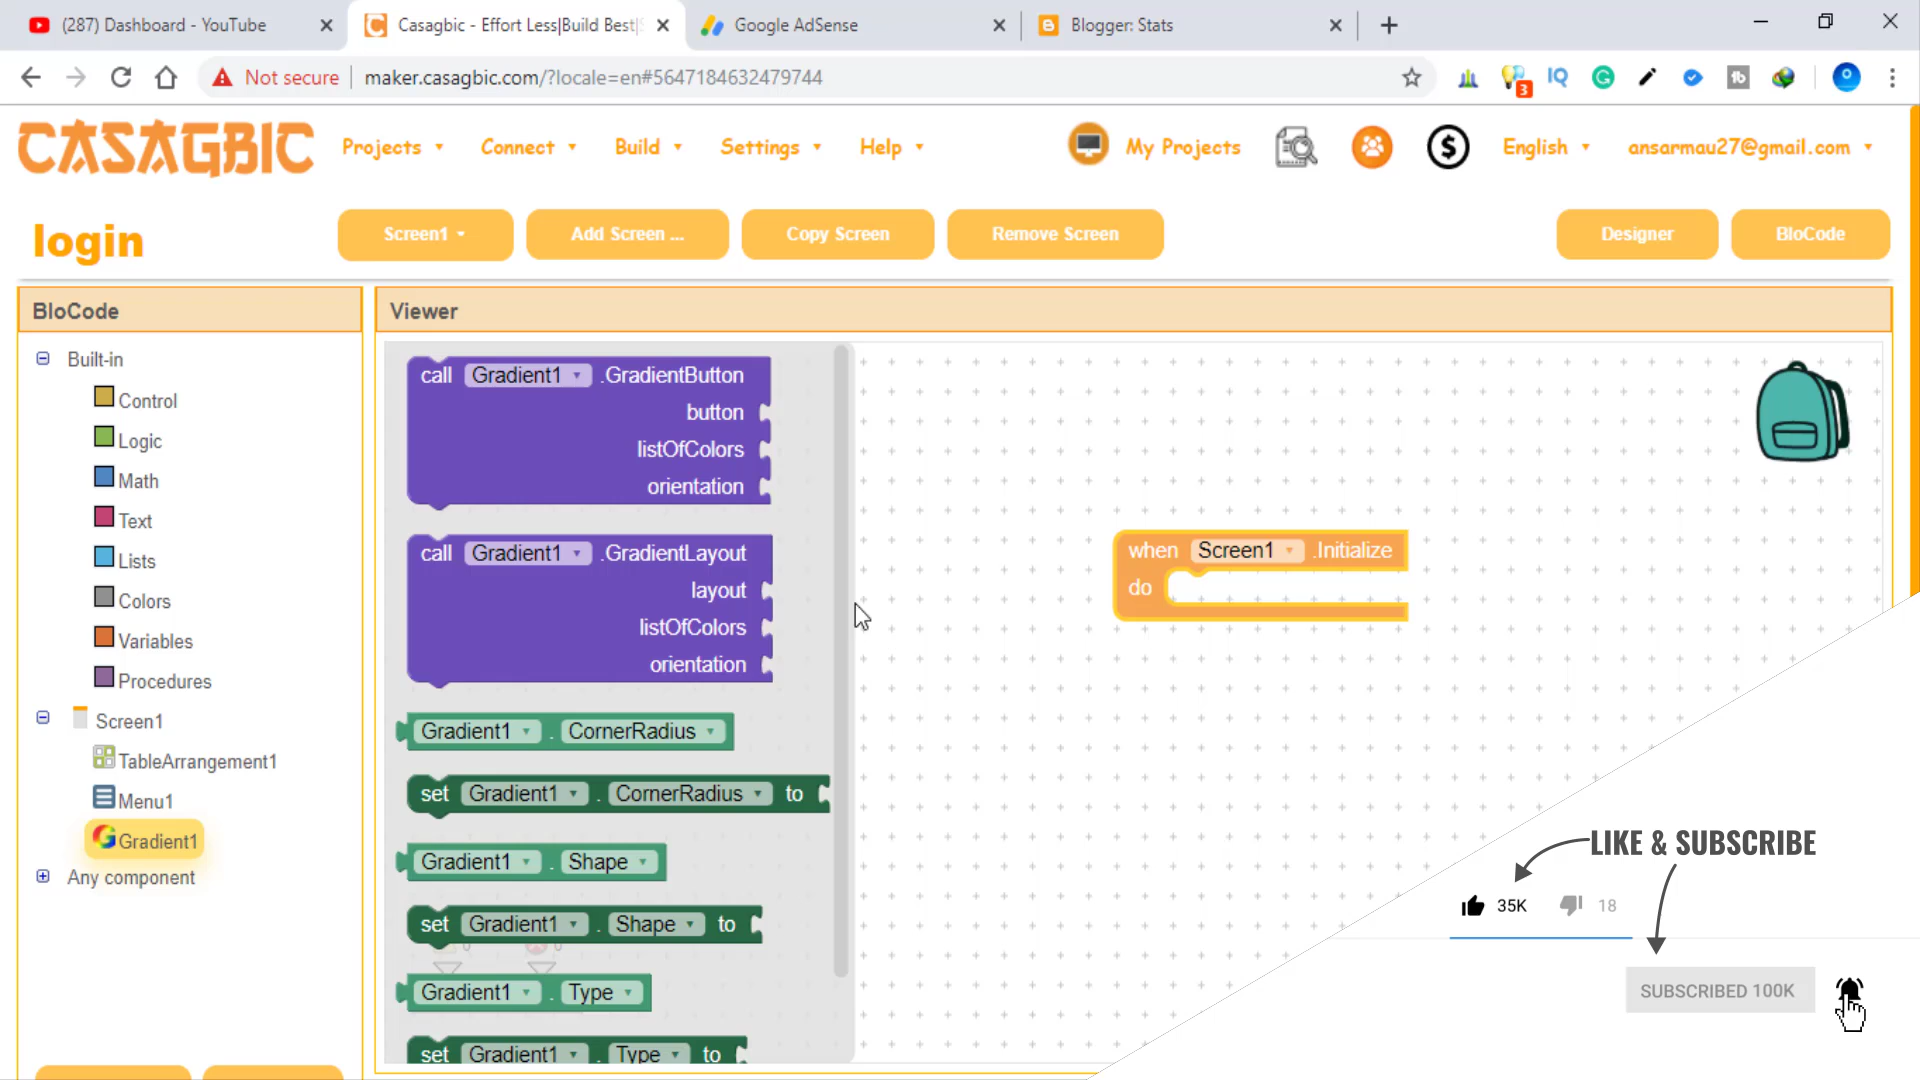 (287) Dashboard - YouTube
Casagbic - Effort Less|Build Best|
Google AdSense
Blogger: Stats
Not secure
maker.casagbic.com/?locale=en#5647184632479744
3
IQ
tb
CASAGBIC
Projects
Connect
Build
Settings
Help
My Projects
$
English
ansarmau27@gmail.com
login
Screen1
Add Screen ...
Copy Screen
Remove Screen
Designer
BloCode
BloCode
Viewer
Built-in
Control
Logic
Math
Text
Lists
Colors
Variables
Procedures
Screen1
TableArrangement1
Menu1
Gradient1
Any component
call Gradient1 .GradientButton
button
listOfColors
orientation
call Gradient1 .GradientLayout
layout
listOfColors
orientation
Gradient1 . CornerRadius
set Gradient1 . CornerRadius to
Gradient1 . Shape
set Gradient1 . Shape to
Gradient1 . Type
set Gradient1 . Type to
when Screen1 .Initialize
do
LIKE & SUBSCRIBE
35K
18
SUBSCRIBED 100K